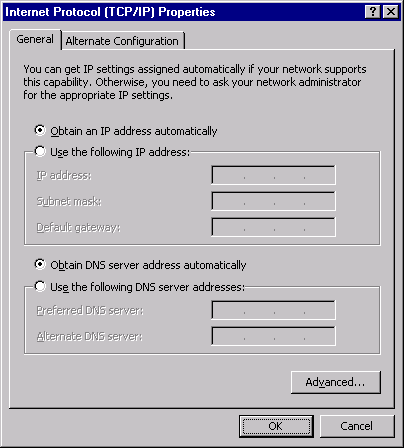 Internet Protocol (TCP/IP) Properties
General
Alternate Configuration
You can get IP settings assigned automatically if your network supports
this capability. Otherwise, you need to ask your network administrator
for the appropriate IP settings.
Obtain an IP address automatically
Use the following IP address:
IP address:
Subnet mask:
Default gateway:
Obtain DNS server address automatically
Use the following DNS server addresses:
Preferred DNS server:
Alternate DNS server:
Advanced...
OK
Cancel